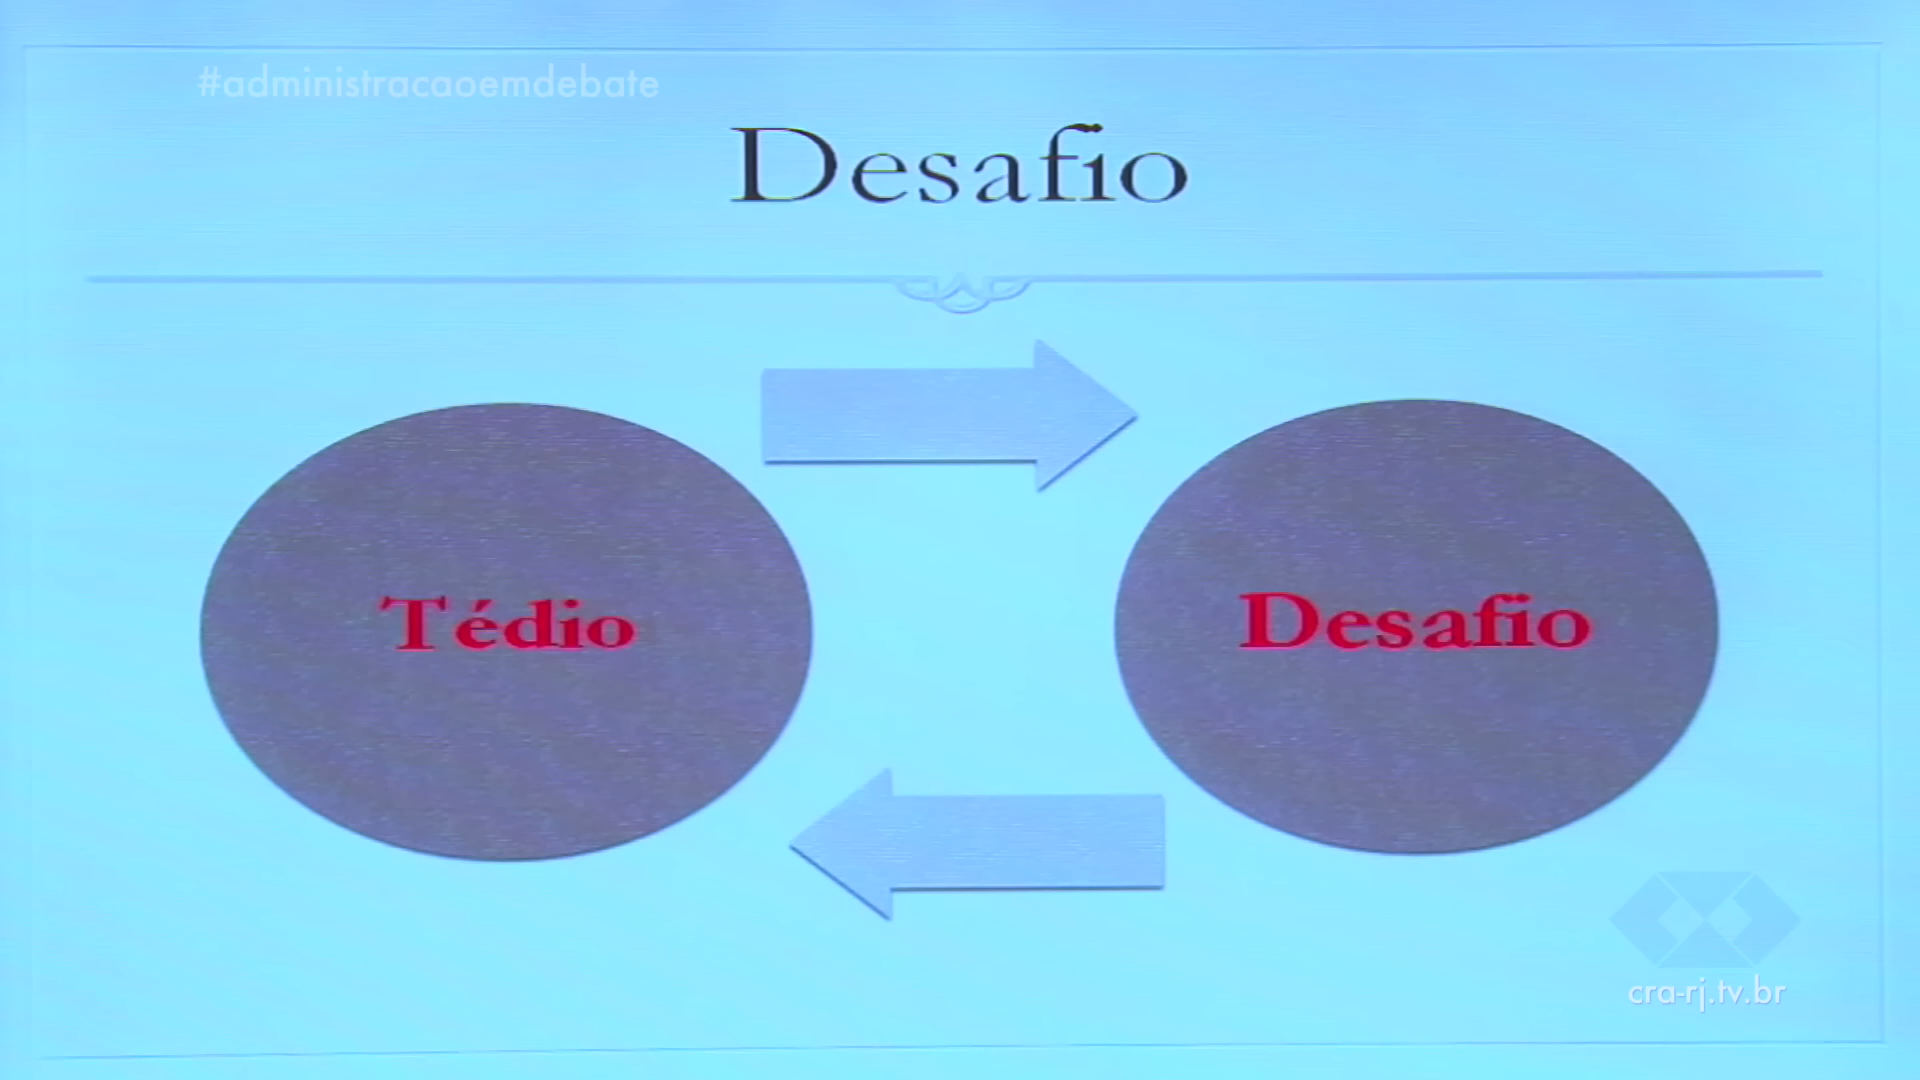 #administracaoemdebate
Desafio
Tédio
Desafio
cra-rj.tv.br